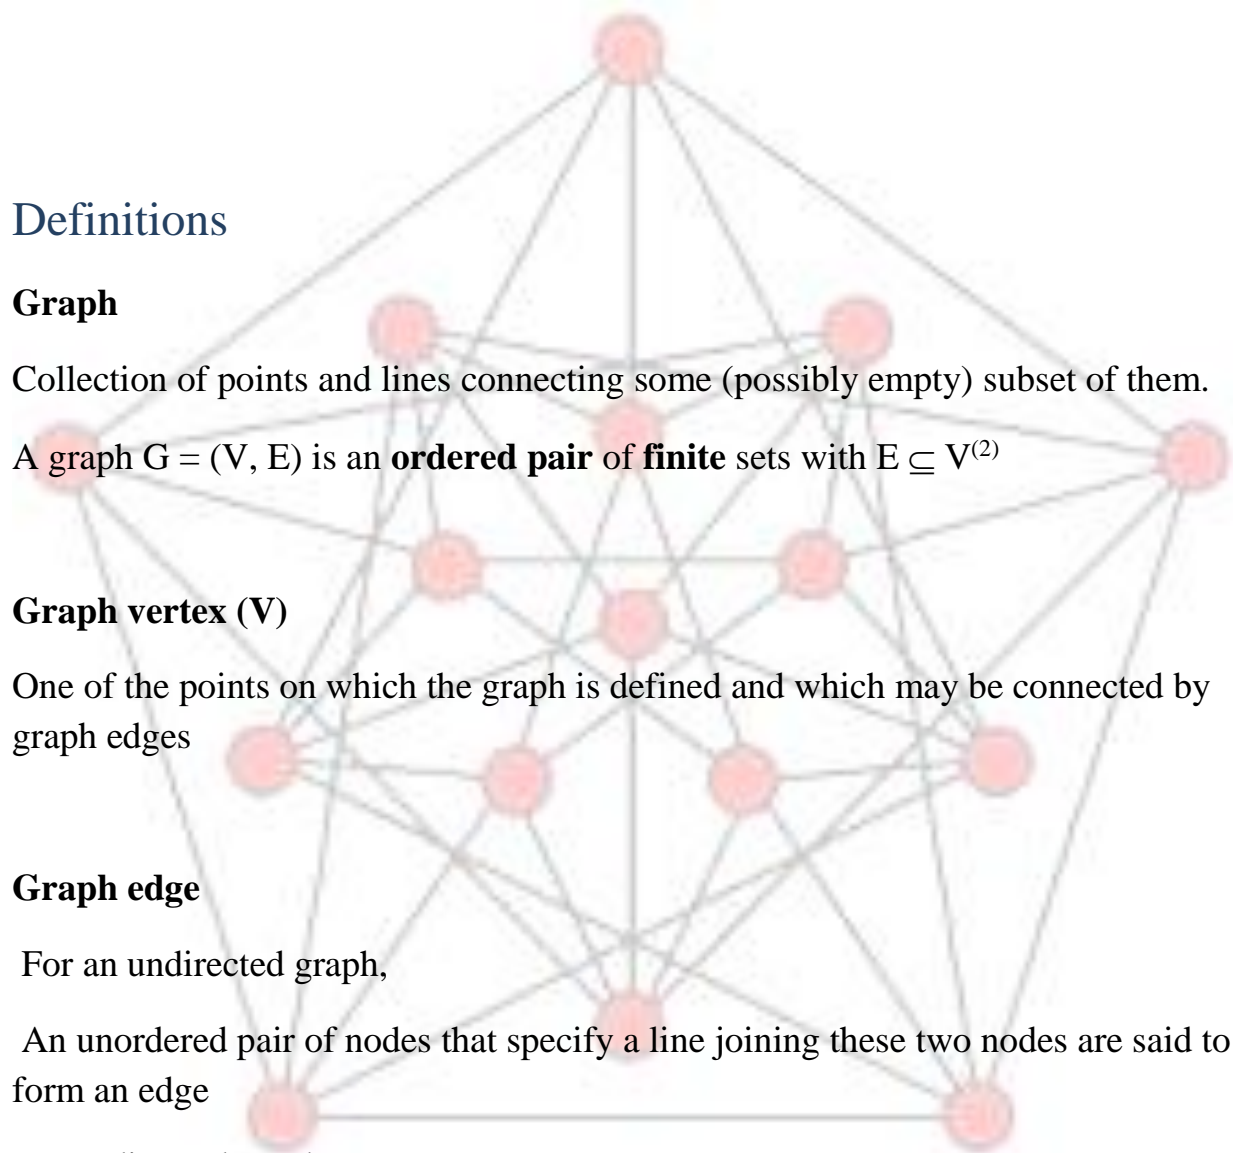 Definitions
Graph
Collection of points and lines connecting some (possibly empty) subset of them.
A graph G = (V, E) is an ordered pair of finite sets with E ⊆ V⁽²⁾
Graph vertex (V)
One of the points on which the graph is defined and which may be connected by
graph edges
Graph edge
For an undirected graph,
An unordered pair of nodes that specify a line joining these two nodes are said to
form an edge